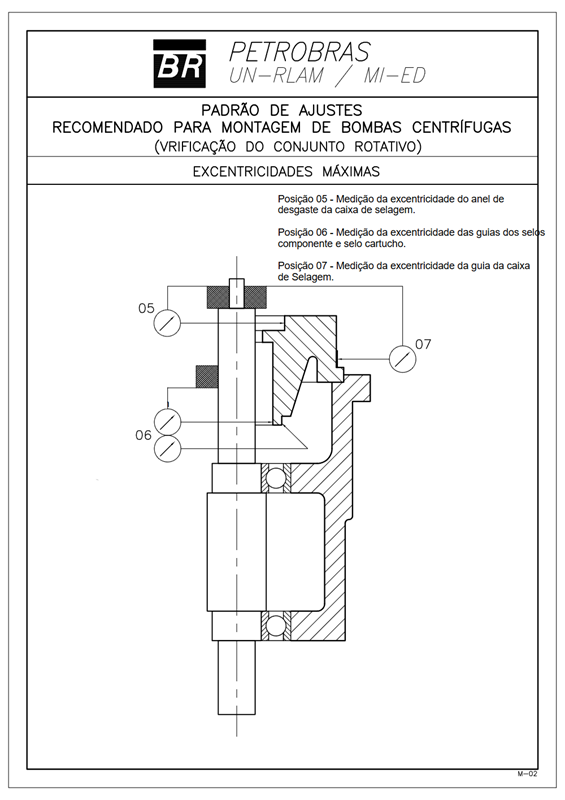 BR
PETROBRAS
UN-RLAM / MI-ED
PADRÃO DE AJUSTES
RECOMENDADO PARA MONTAGEM DE BOMBAS CENTRÍFUGAS
(VRIFICAÇÃO DO CONJUNTO ROTATIVO)
EXCENTRICIDADES MÁXIMAS
Posição 05 - Medição da excentricidade do anel de
desgaste da caixa de selagem.
Posição 06 - Medição da excentricidade das guias dos selos
componente e selo cartucho.
Posição 07 - Medição da excentricidade da guia da caixa
de Selagem.
05
07
06
M-02